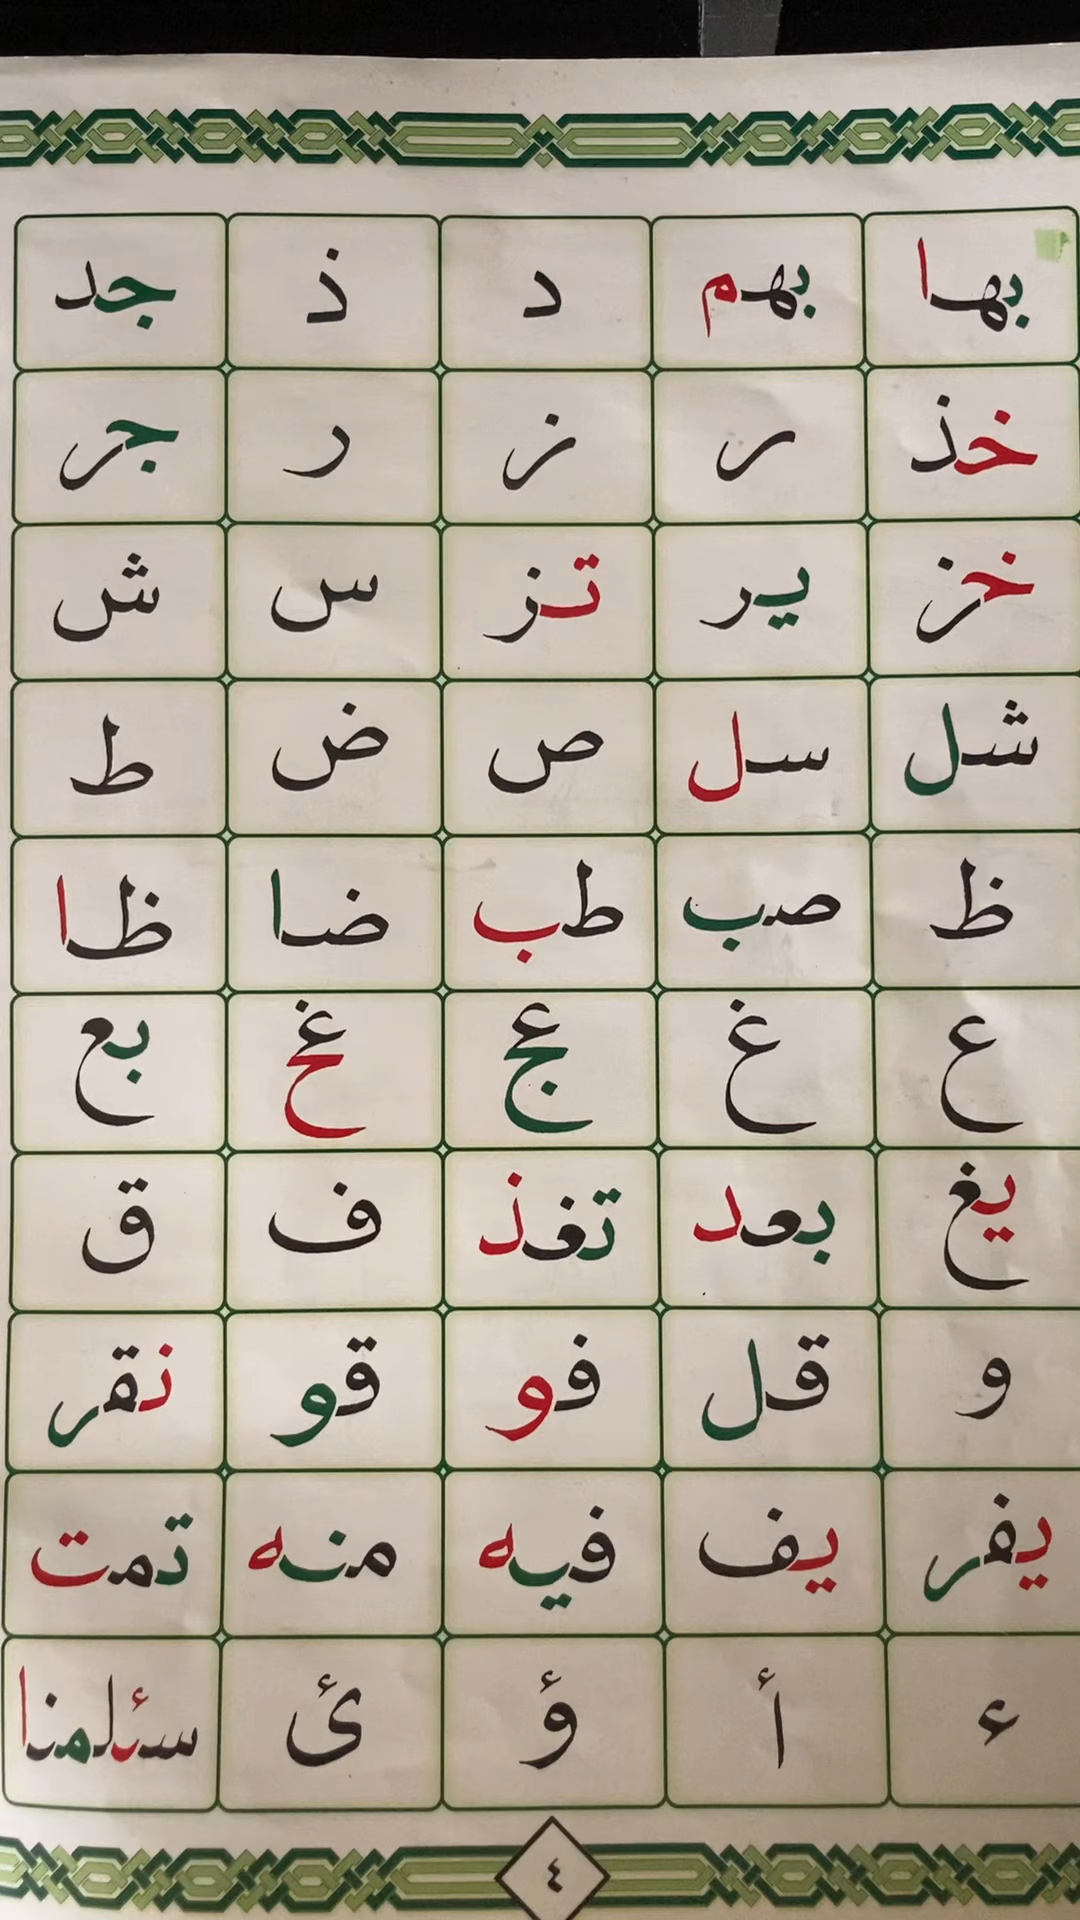 بها بهم د ذ جد
خذ ر ز ر جر
خز ير تز س ش
شل سل ص ض ط
ظ صب طب ضا ظا
ع غ عج غخ بع
يغ بعد تغذ ف ق
و قل فو قو نقر
يفر يف فيه منه تمت
ء أ ؤ ئ سئلمنا
٤